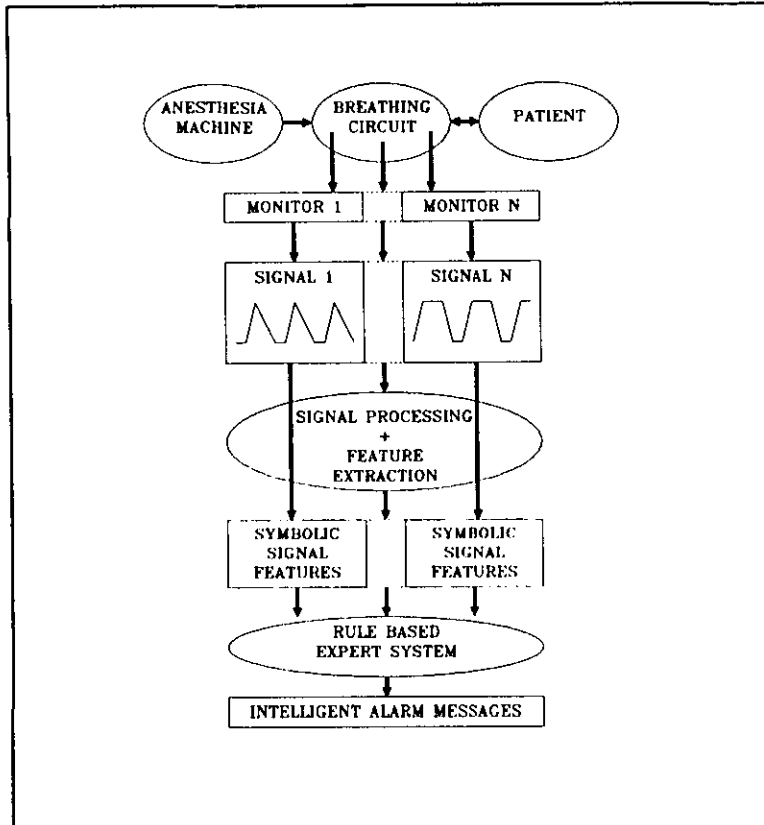 ANESTHESIA
MACHINE
BREATHING
CIRCUIT
PATIENT
MONITOR 1
MONITOR N
SIGNAL 1
SIGNAL N
SIGNAL PROCESSING
+
FEATURE
EXTRACTION
SYMBOLIC
SIGNAL
FEATURES
SYMBOLIC
SIGNAL
FEATURES
RULE BASED
EXPERT SYSTEM
INTELLIGENT ALARM MESSAGES